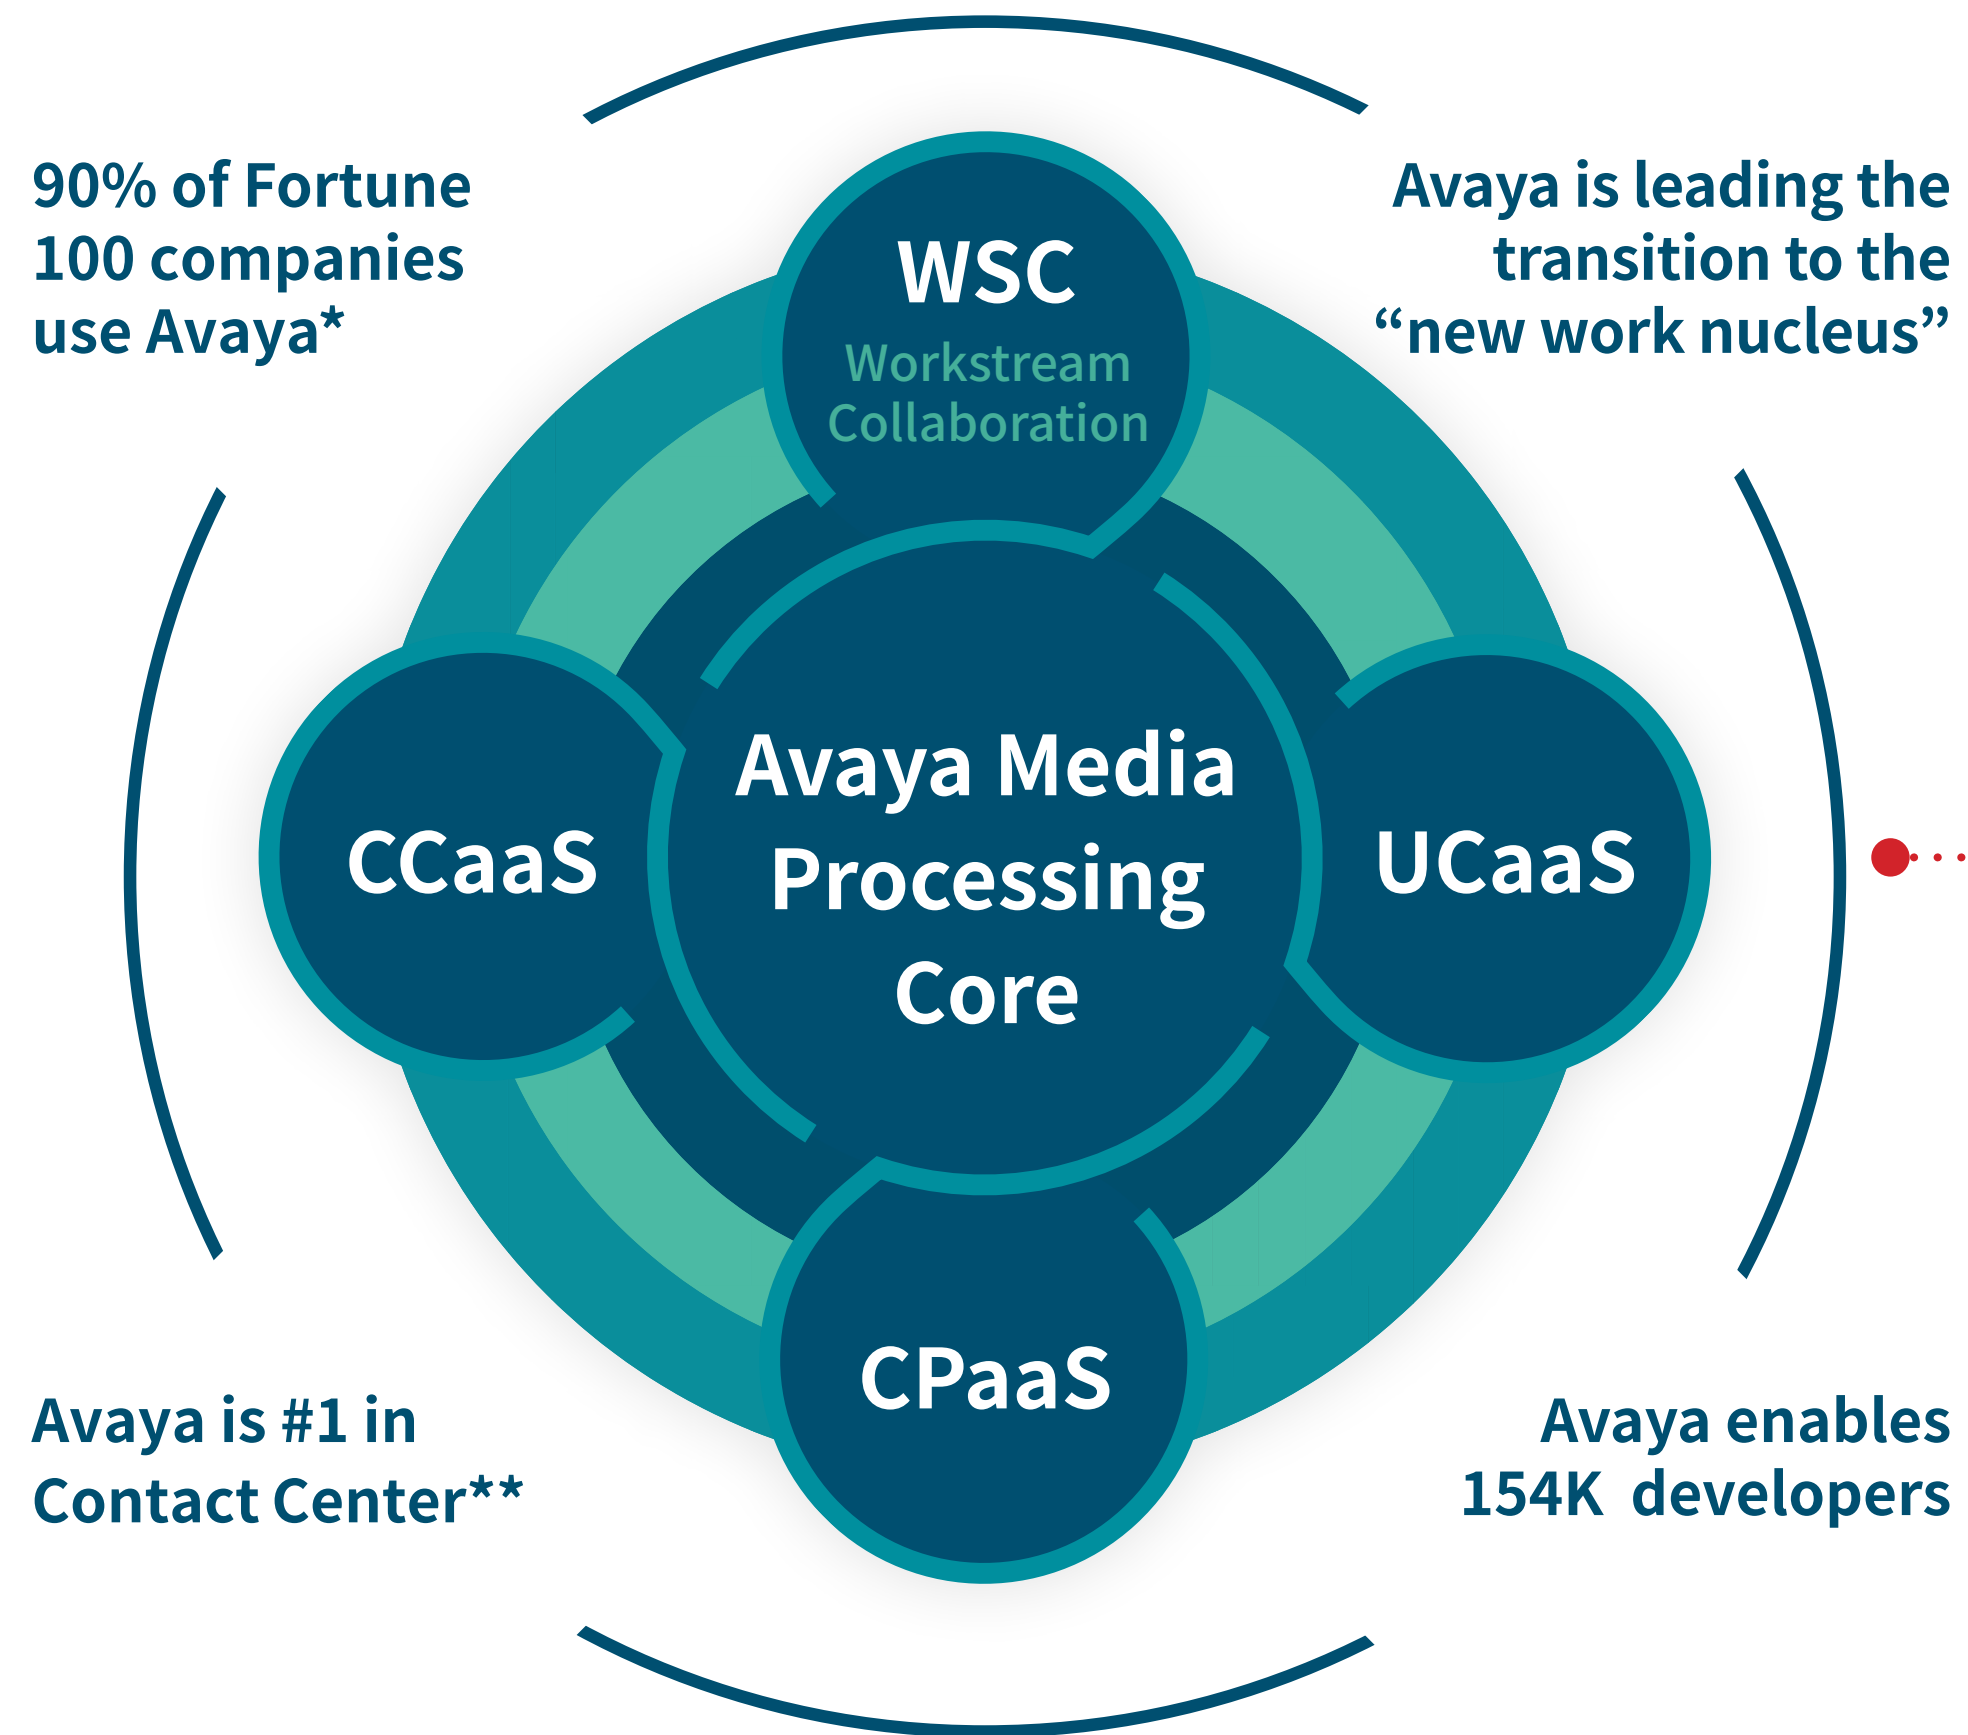 90% of Fortune
100 companies
use Avaya*
Avaya is leading the
transition to the
“new work nucleus”
WSC
Workstream
Collaboration
CCaaS
Avaya Media
Processing
Core
UCaaS
CPaaS
Avaya is #1 in
Contact Center**
Avaya enables
154K  developers